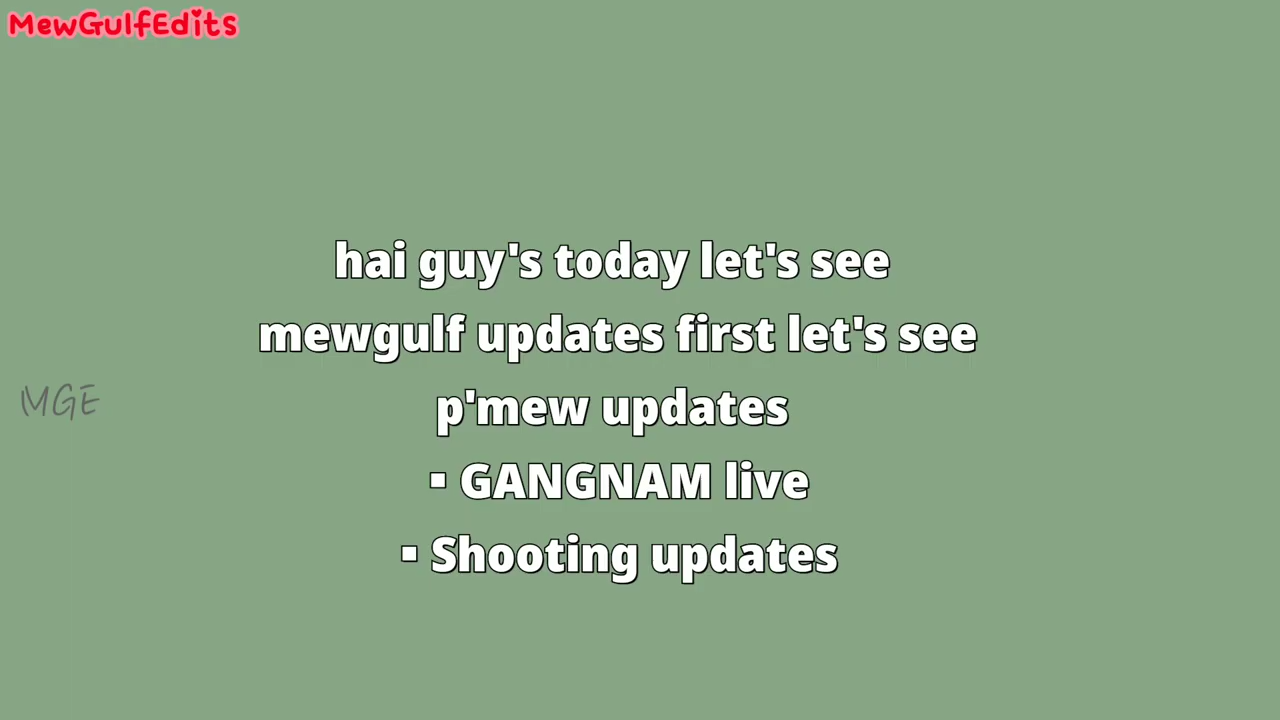 MewGulfEdits
hai guy's today let's see
mewgulf updates first let's see
p'mew updates
MGE
▪ GANGNAM live
▪ Shooting updates